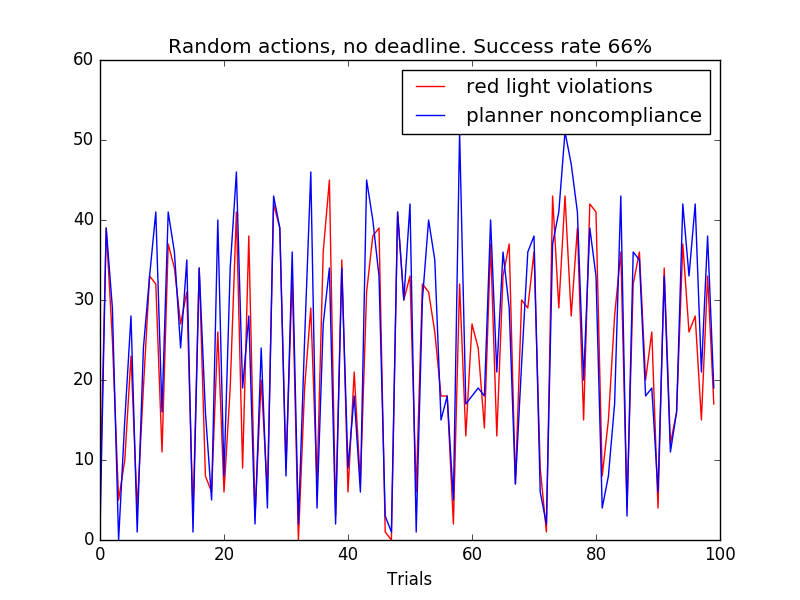 Random actions, no deadline. Success rate 66%
red light violations
planner noncompliance
60
50
40
30
20
10
0
0 20 40 60 80 100
Trials